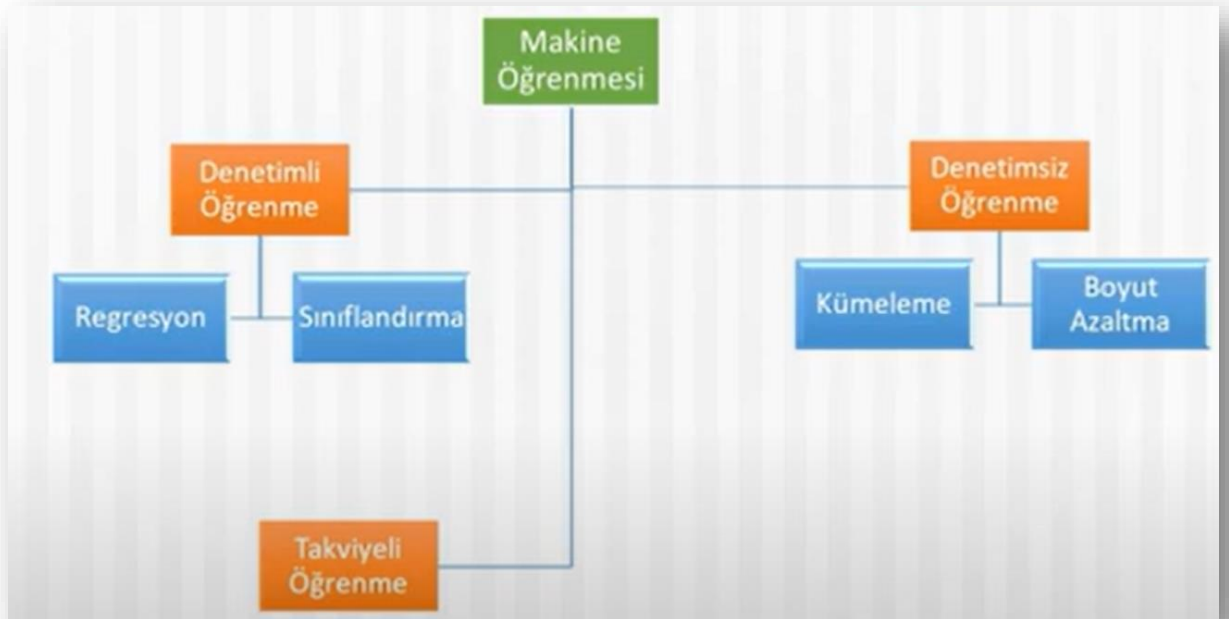 Makine
Öğrenmesi
Denetimli
Öğrenme
Denetimsiz
Öğrenme
Regresyon
Sınıflandırma
Kümeleme
Boyut
Azaltma
Takviyeli
Öğrenme